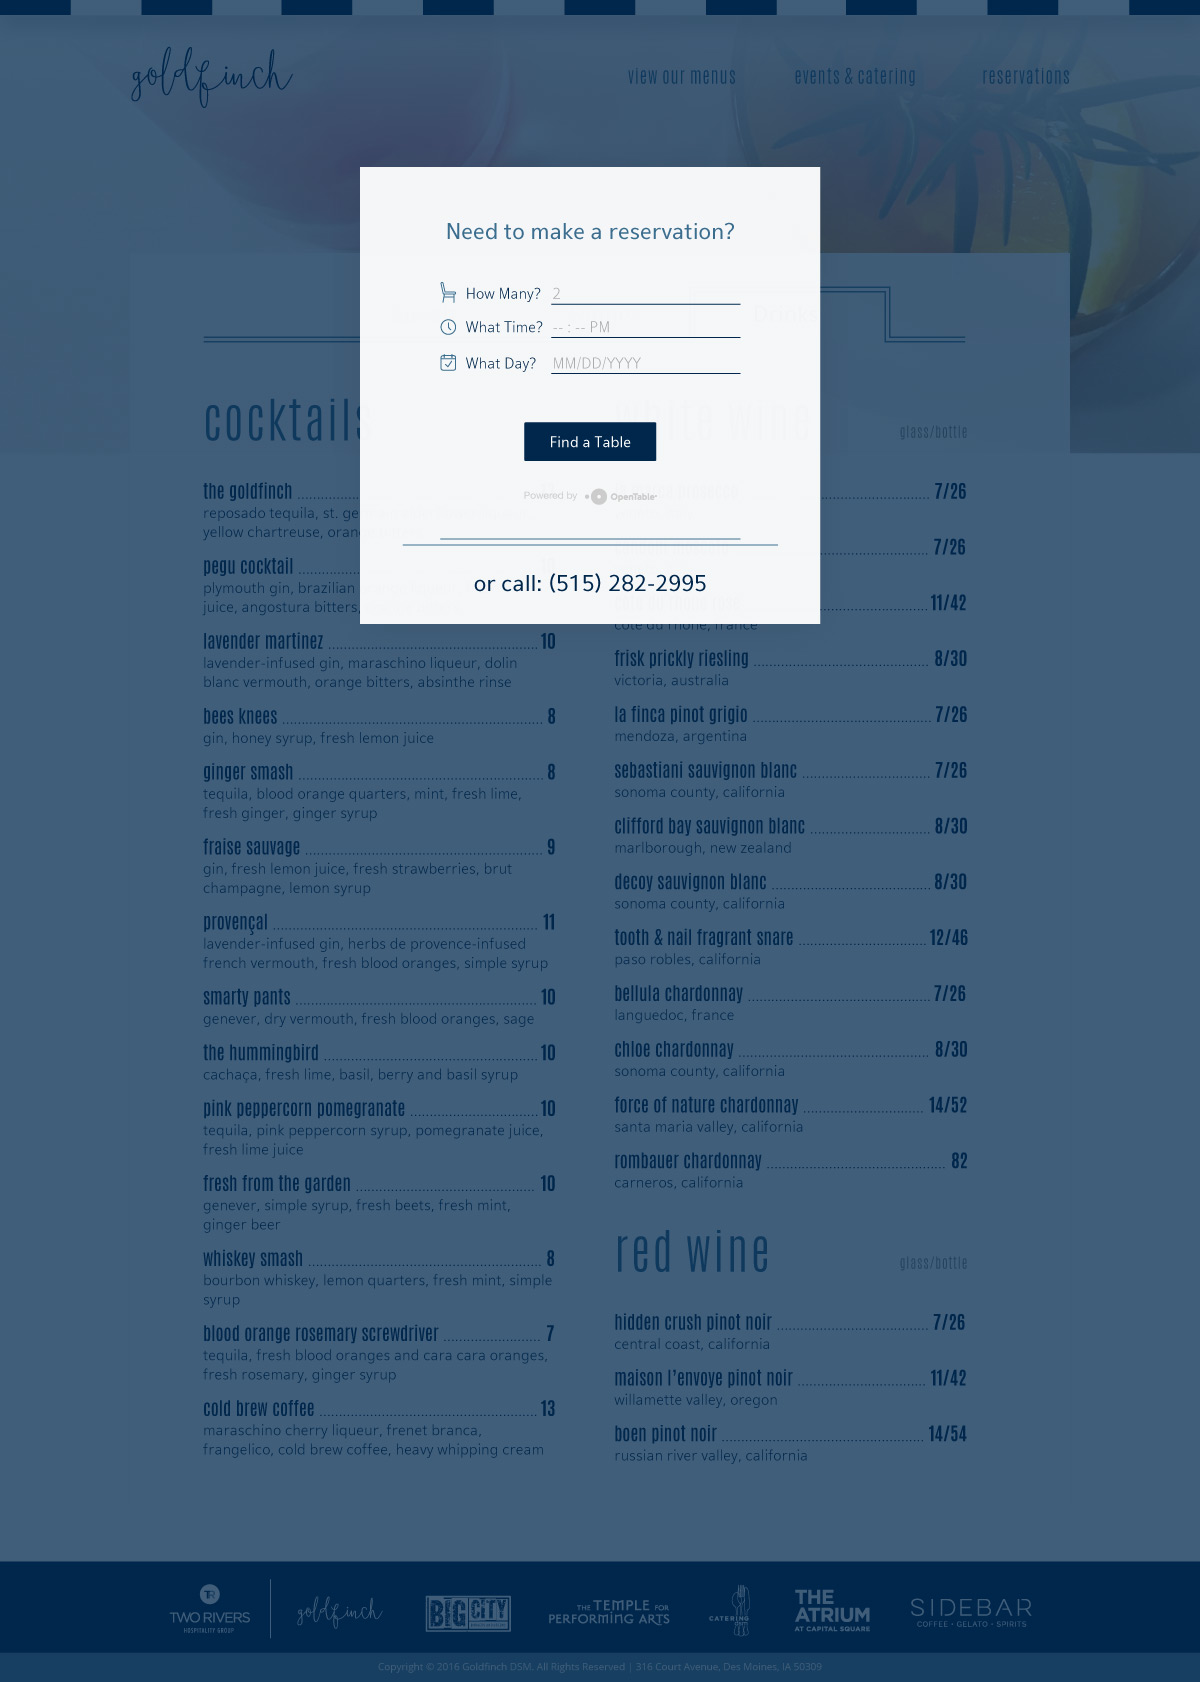 goldfinch
view our menus
events & catering
reservations
Need to make a reservation?
How Many? 2
What Time? -- : -- PM
What Day? MM/DD/YYYY
Find a Table
Powered by OpenTable
or call: (515) 282-2995
cocktails
the goldfinch
reposado tequila, st. ge
yellow chartreuse, oran
pegu cocktail
plymouth gin, brazilian
juice, angostura bitters,
lavender martinez 10
lavender-infused gin, maraschino liqueur, dolin
blanc vermouth, orange bitters, absinthe rinse
bees knees 8
gin, honey syrup, fresh lemon juice
ginger smash 8
tequila, blood orange quarters, mint, fresh lime,
fresh ginger, ginger syrup
fraise sauvage 9
gin, fresh lemon juice, fresh strawberries, brut
champagne, lemon syrup
provençal 11
lavender-infused gin, herbs de provence-infused
french vermouth, fresh blood oranges, simple syrup
smarty pants 10
genever, dry vermouth, fresh blood oranges, sage
the hummingbird 10
cachaça, fresh lime, basil, berry and basil syrup
pink peppercorn pomegranate 10
tequila, pink peppercorn syrup, pomegranate juice,
fresh lime juice
fresh from the garden 10
genever, simple syrup, fresh beets, fresh mint,
ginger beer
whiskey smash 8
bourbon whiskey, lemon quarters, fresh mint, simple
syrup
blood orange rosemary screwdriver 7
tequila, fresh blood oranges and cara cara oranges,
fresh rosemary, ginger syrup
cold brew coffee 13
maraschino cherry liqueur, frenet branca,
frangelico, cold brew coffee, heavy whipping cream
white wine
glass/bottle
7/26
7/26
11/42
cote du rhone, france
frisk prickly riesling 8/30
victoria, australia
la finca pinot grigio 7/26
mendoza, argentina
sebastiani sauvignon blanc 7/26
sonoma county, california
clifford bay sauvignon blanc 8/30
marlborough, new zealand
decoy sauvignon blanc 8/30
sonoma county, california
tooth & nail fragrant snare 12/46
paso robles, california
bellula chardonnay 7/26
languedoc, france
chloe chardonnay 8/30
sonoma county, california
force of nature chardonnay 14/52
santa maria valley, california
rombauer chardonnay 82
carneros, california
red wine
glass/bottle
hidden crush pinot noir 7/26
central coast, california
maison l'envoye pinot noir 11/42
willamette valley, oregon
boen pinot noir 14/54
russian river valley, california
TR
TWO RIVERS
HOSPITALITY GROUP
goldfinch
BIG CITY
THE TEMPLE FOR
PERFORMING ARTS
CATERING
THE
ATRIUM
AT CAPITAL SQUARE
SIDEBAR
COFFEE · GELATO · SPIRITS
Copyright © 2016 Goldfinch DSM. All Rights Reserved | 316 Court Avenue, Des Moines, IA 50309